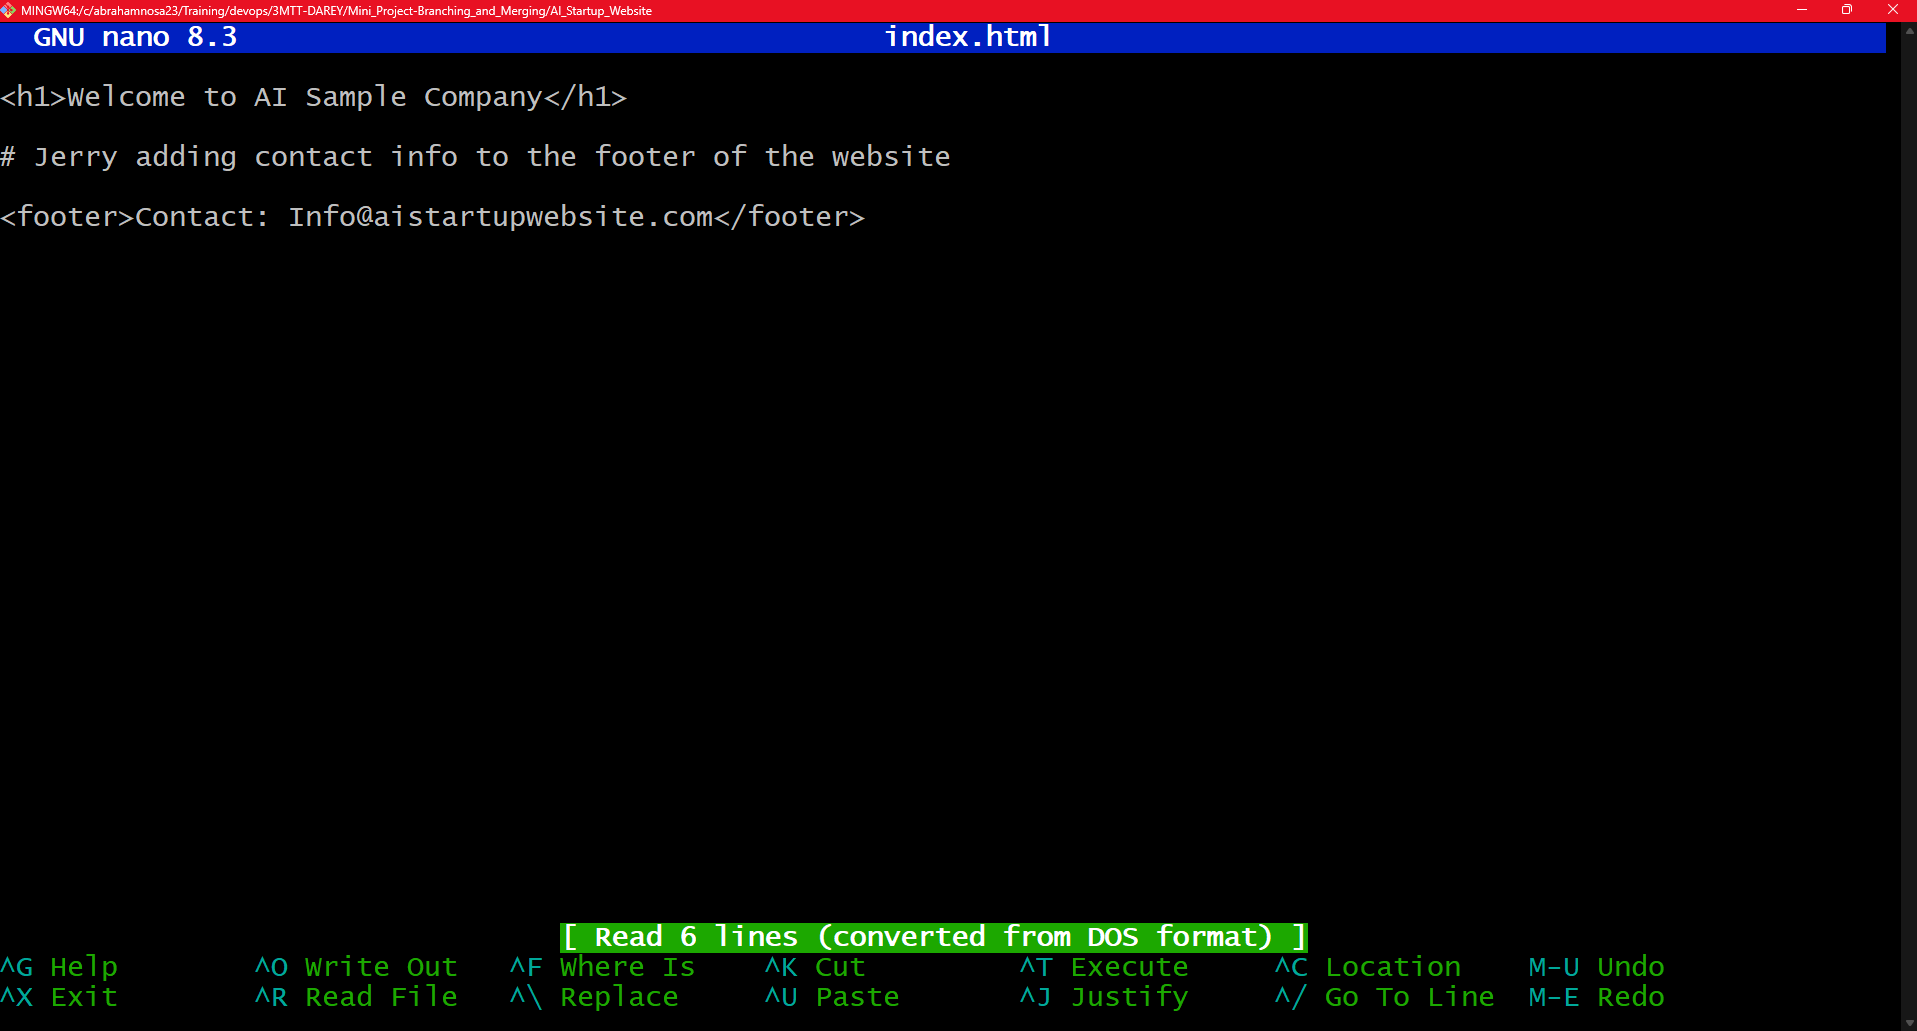 MINGW64:/c/abrahamnosa23/Training/devops/3MTT-DAREY/Mini_Project-Branching_and_Merging/AI_Startup_Website
GNU nano 8.3 index.html
<h1>Welcome to AI Sample Company</h1>
# Jerry adding contact info to the footer of the website
<footer>Contact: Info@aistartupwebsite.com</footer>
[ Read 6 lines (converted from DOS format) ]
^G Help ^O Write Out ^F Where Is ^K Cut ^T Execute ^C Location M-U Undo
^X Exit ^R Read File ^\ Replace ^U Paste ^J Justify ^/ Go To Line M-E Redo